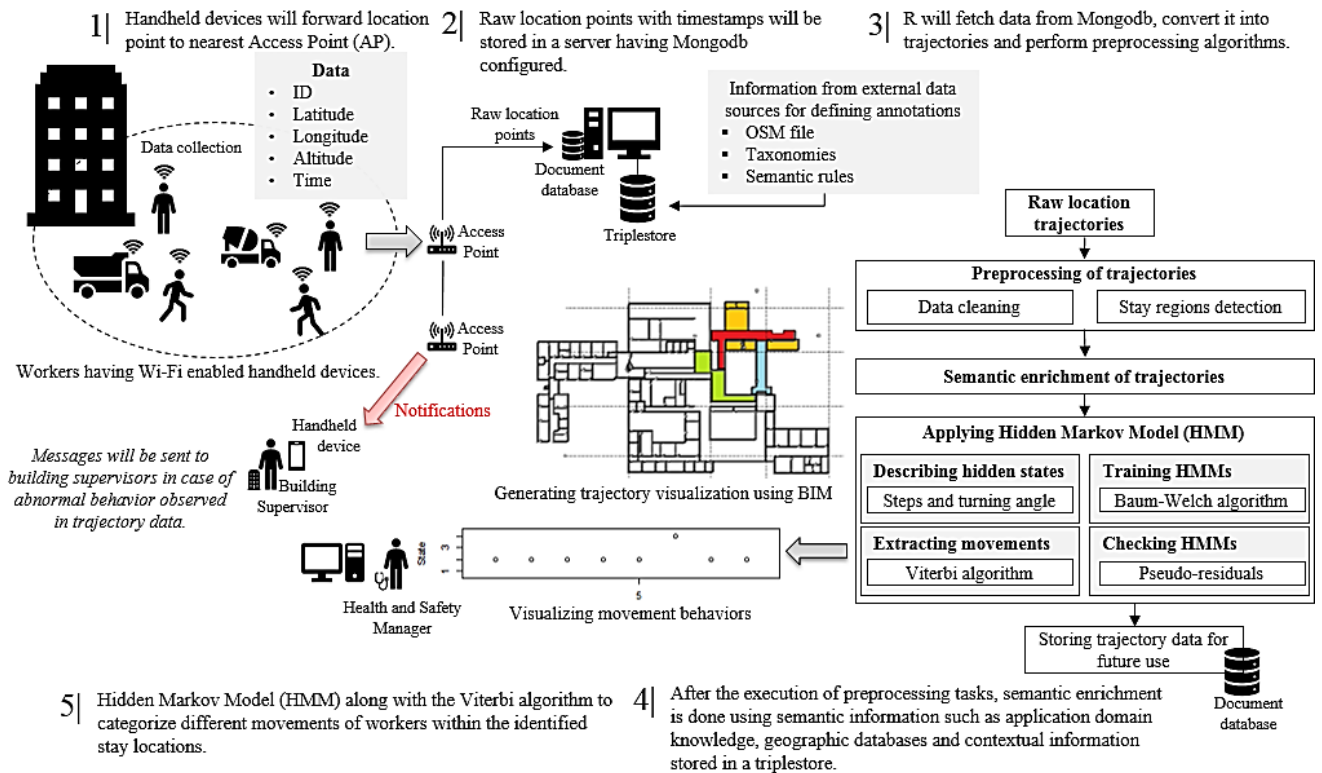 1| Handheld devices will forward location
point to nearest Access Point (AP).
2| Raw location points with timestamps will be
stored in a server having Mongodb
configured.
3| R will fetch data from Mongodb, convert it into
trajectories and perform preprocessing algorithms.
Data
• ID
• Latitude
• Longitude
• Altitude
• Time
Data collection
Workers having Wi-Fi enabled handheld devices.
Access
Point
Access
Point
Raw location
points
Document
database
Triplestore
Information from external data
sources for defining annotations
▪ OSM file
▪ Taxonomies
▪ Semantic rules
Notifications
Handheld
device
Building
Supervisor
Messages will be sent to
building supervisors in case of
abnormal behavior observed
in trajectory data.
Generating trajectory visualization using BIM
Raw location
trajectories
Preprocessing of trajectories
Data cleaning
Stay regions detection
Semantic enrichment of trajectories
Applying Hidden Markov Model (HMM)
Describing hidden states
Steps and turning angle
Training HMMs
Baum-Welch algorithm
Extracting movements
Viterbi algorithm
Checking HMMs
Pseudo-residuals
Storing trajectory data for
future use
Document
database
Health and Safety
Manager
State
3
1
5
Visualizing movement behaviors
5| Hidden Markov Model (HMM) along with the Viterbi algorithm to
categorize different movements of workers within the identified
stay locations.
4| After the execution of preprocessing tasks, semantic enrichment
is done using semantic information such as application domain
knowledge, geographic databases and contextual information
stored in a triplestore.